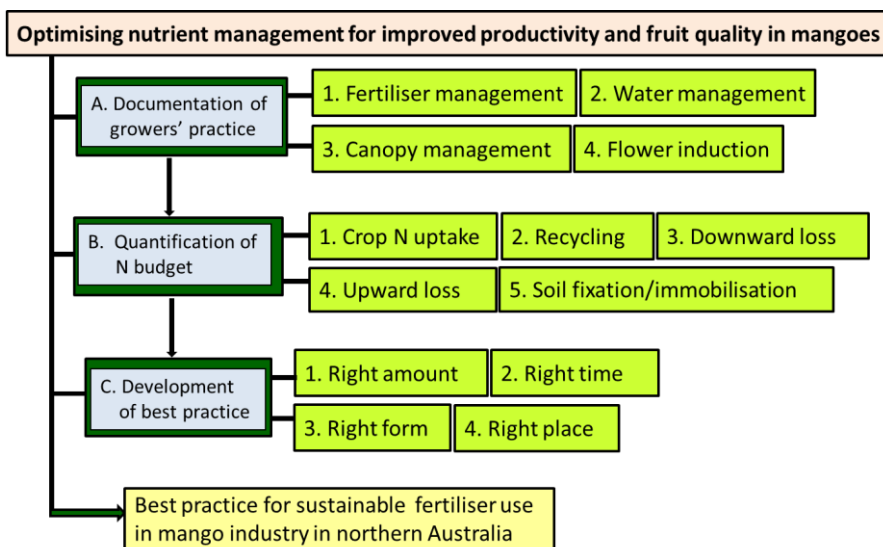 Optimising nutrient management for improved productivity and fruit quality in mangoes
A. Documentation of
growers’ practice
1. Fertiliser management
2. Water management
3. Canopy management
4. Flower induction
B. Quantification of
N budget
1. Crop N uptake
2. Recycling
3. Downward loss
4. Upward loss
5. Soil fixation/immobilisation
C. Development
of best practice
1. Right amount
2. Right time
3. Right form
4. Right place
Best practice for sustainable fertiliser use
in mango industry in northern Australia